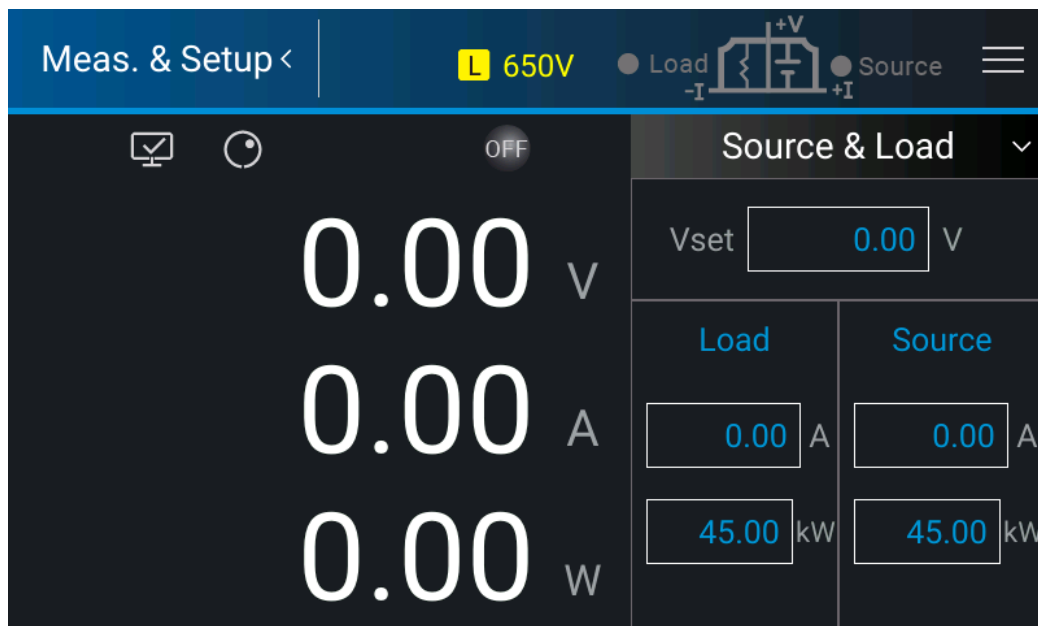 Meas. & Setup <
L 650V
Load
-I
+V
Source
+I
OFF
Source & Load
0.00 V
0.00 A
0.00 W
Vset 0.00 V
Load Source
0.00 A 0.00 A
45.00 kW 45.00 kW